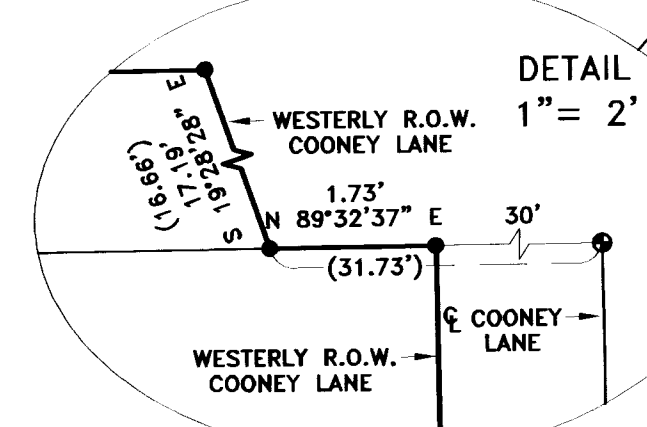 DETAIL
1"= 2'
WESTERLY R.O.W.
COONEY LANE
S 19°28'28" E
17.19'
(16.66')
1.73'
N 89°32'37" E
30'
(31.73')
℄ COONEY
LANE
WESTERLY R.O.W.
COONEY LANE